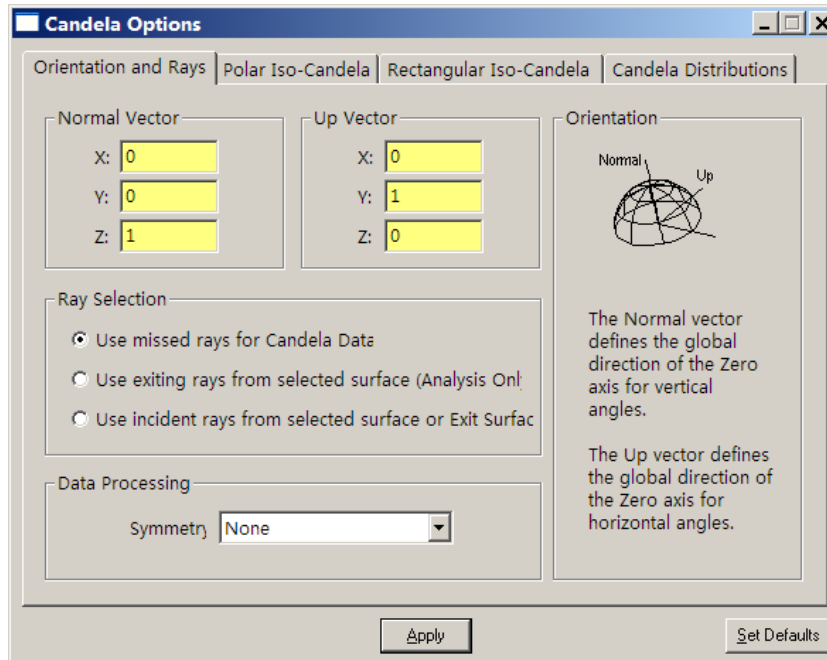 Candela Options
Orientation and Rays
Polar Iso-Candela
Rectangular Iso-Candela
Candela Distributions
Normal Vector
X: 0
Y: 0
Z: 1
Up Vector
X: 0
Y: 1
Z: 0
Ray Selection
Use missed rays for Candela Data
Use exiting rays from selected surface (Analysis Onl
Use incident rays from selected surface or Exit Surfac
Data Processing
Symmetry None
Orientation
Normal
Up
The Normal vector
defines the global
direction of the Zero
axis for vertical
angles.
The Up vector defines
the global direction of
the Zero axis for
horizontal angles.
Apply
Set Defaults